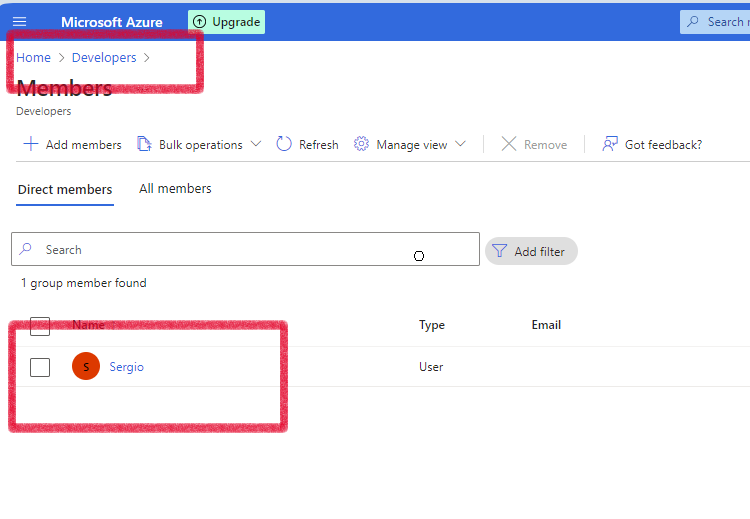 Microsoft Azure Upgrade Search r
Home > Developers >
Members ...
Developers
Add members Bulk operations Refresh Manage view Remove Got feedback?
Direct members All members
Search Add filter
1 group member found
Name Type Email
S Sergio User